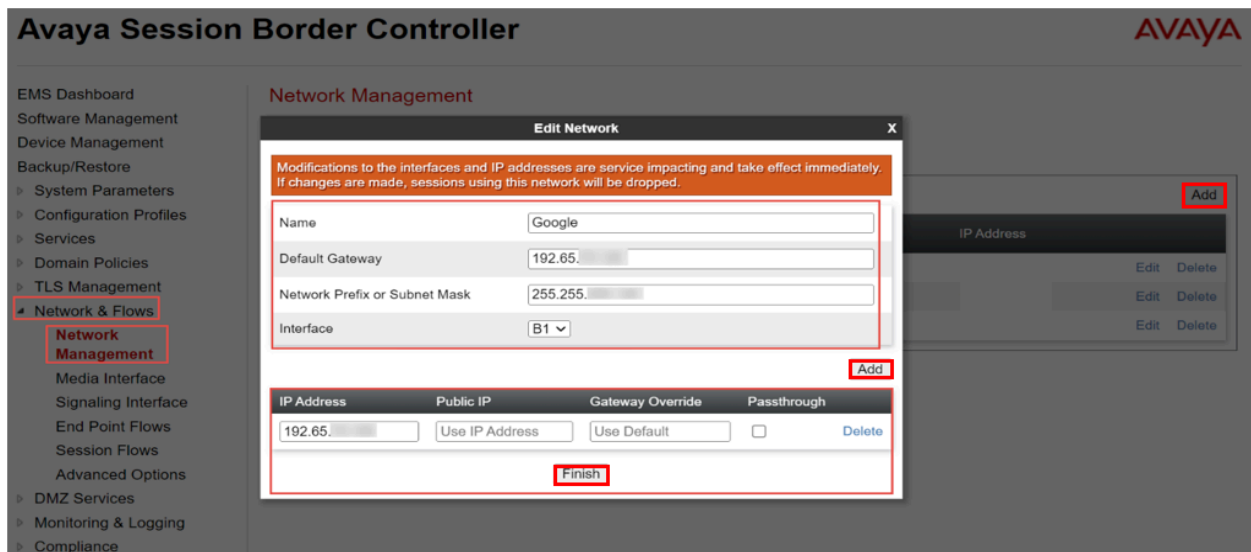 Avaya Session Border Controller
AVAYA
EMS Dashboard
Software Management
Device Management
Backup/Restore
System Parameters
Configuration Profiles
Services
Domain Policies
TLS Management
Network & Flows
Network
Management
Media Interface
Signaling Interface
End Point Flows
Session Flows
Advanced Options
DMZ Services
Monitoring & Logging
Compliance
Network Management
Add
IP Address
Edit Delete
Edit Delete
Edit Delete
Edit Network X
Modifications to the interfaces and IP addresses are service impacting and take effect immediately.
If changes are made, sessions using this network will be dropped.
Name Google
Default Gateway 192.65.
Network Prefix or Subnet Mask 255.255.
Interface B1
Add
IP Address Public IP Gateway Override Passthrough
192.65. Use IP Address Use Default Delete
Finish